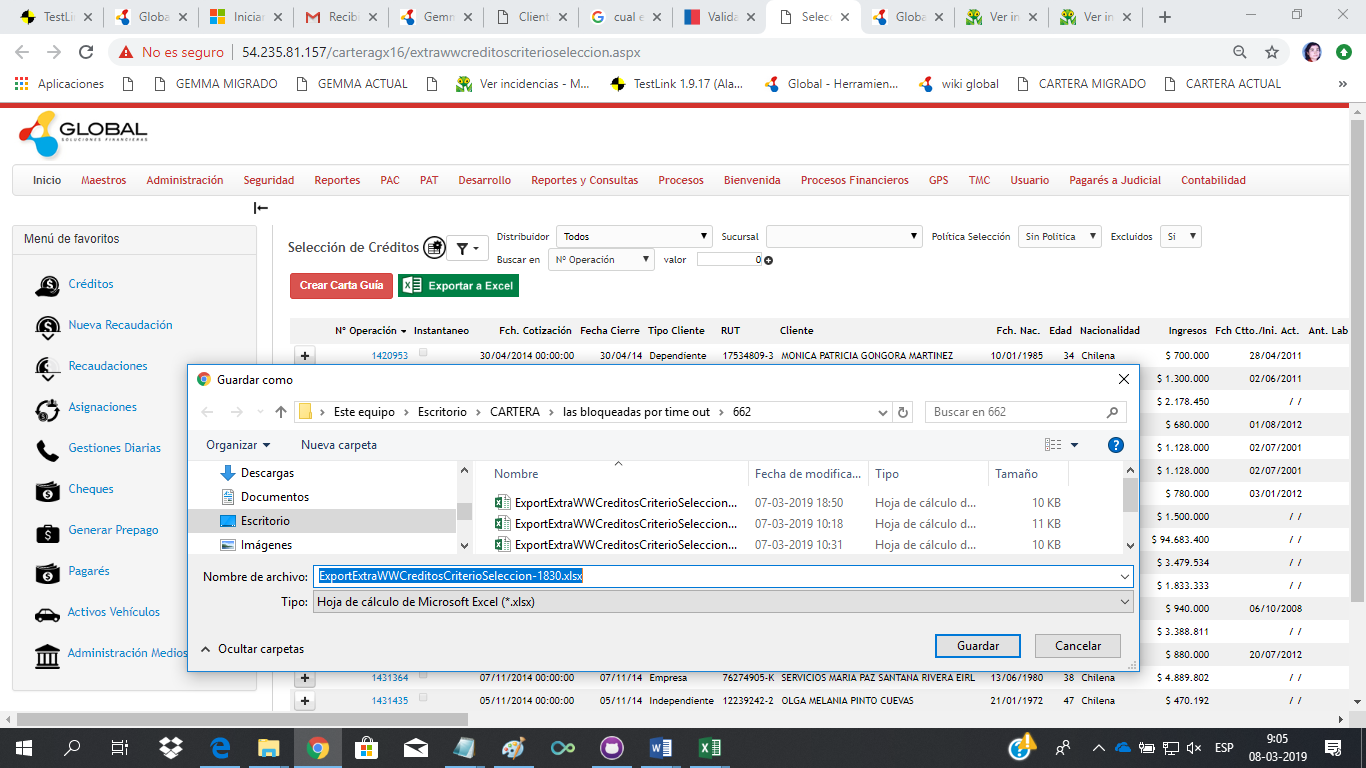 TestLink Globa Iniciar Recibi Gemm Client cual e Valida Selecc Globa Ver in Ver in
No es seguro 54.235.81.157/carteragx16/extrawwcreditoscriterioseleccion.aspx
Aplicaciones GEMMA MIGRADO GEMMA ACTUAL Ver incidencias - M... TestLink 1.9.17 (Ala... Global - Herramien... wiki global CARTERA MIGRADO CARTERA ACTUAL »
GLOBAL
SOLUCIONES FINANCIERAS
Inicio Maestros Administración Seguridad Reportes PAC PAT Desarrollo Reportes y Consultas Procesos Bienvenida Procesos Financieros GPS TMC Usuario Pagarés a Judicial Contabilidad
Menú de favoritos
Créditos
Nueva Recaudación
Recaudaciones
Asignaciones
Gestiones Diarias
Cheques
Generar Prepago
Pagarés
Activos Vehículos
Administración Medios
Selección de Créditos
Distribuidor Todos Sucursal Política Selección Sin Politica Excluidos Si
Buscar en Nº Operación valor 0
Crear Carta Guía Exportar a Excel
Nº Operación Instantaneo Fch. Cotización Fecha Cierre Tipo Cliente RUT Cliente Fch. Nac. Edad Nacionalidad Ingresos Fch Ctto./Ini. Act. Ant. Lab
1420953 30/04/2014 00:00:00 30/04/14 Dependiente 17534809-3 MONICA PATRICIA GONGORA MARTINEZ 10/01/1985 34 Chilena $ 700.000 28/04/2011
$ 1.300.000 02/06/2011
$ 2.178.450 / /
$ 680.000 01/08/2012
$ 1.128.000 02/07/2001
$ 1.128.000 02/07/2001
$ 780.000 03/01/2012
$ 1.500.000 / /
$ 94.683.400 / /
$ 3.479.534 / /
$ 1.833.333 / /
$ 940.000 06/10/2008
$ 3.388.811 / /
$ 880.000 20/07/2012
1431364 07/11/2014 00:00:00 07/11/14 Empresa 76274905-K SERVICIOS MARIA PAZ SANTANA RIVERA EIRL 13/06/1980 38 Chilena $ 4.889.802 / /
1431435 05/11/2014 00:00:00 05/11/14 Independiente 12239242-2 OLGA MELANIA PINTO CUEVAS 21/01/1972 47 Chilena $ 470.192 / /
Guardar como
Este equipo › Escritorio › CARTERA › las bloqueadas por time out › 662
Buscar en 662
Organizar Nueva carpeta
Descargas
Documentos
Escritorio
Imágenes
Nombre Fecha de modifica... Tipo Tamaño
ExportExtraWWCreditosCriterioSeleccion... 07-03-2019 18:50 Hoja de cálculo d... 10 KB
ExportExtraWWCreditosCriterioSeleccion... 07-03-2019 10:18 Hoja de cálculo d... 11 KB
ExportExtraWWCreditosCriterioSeleccion... 07-03-2019 10:31 Hoja de cálculo d... 10 KB
Nombre de archivo: ExportExtraWWCreditosCriterioSeleccion-1830.xlsx
Tipo: Hoja de cálculo de Microsoft Excel (*.xlsx)
Ocultar carpetas Guardar Cancelar
ESP 9:05
08-03-2019